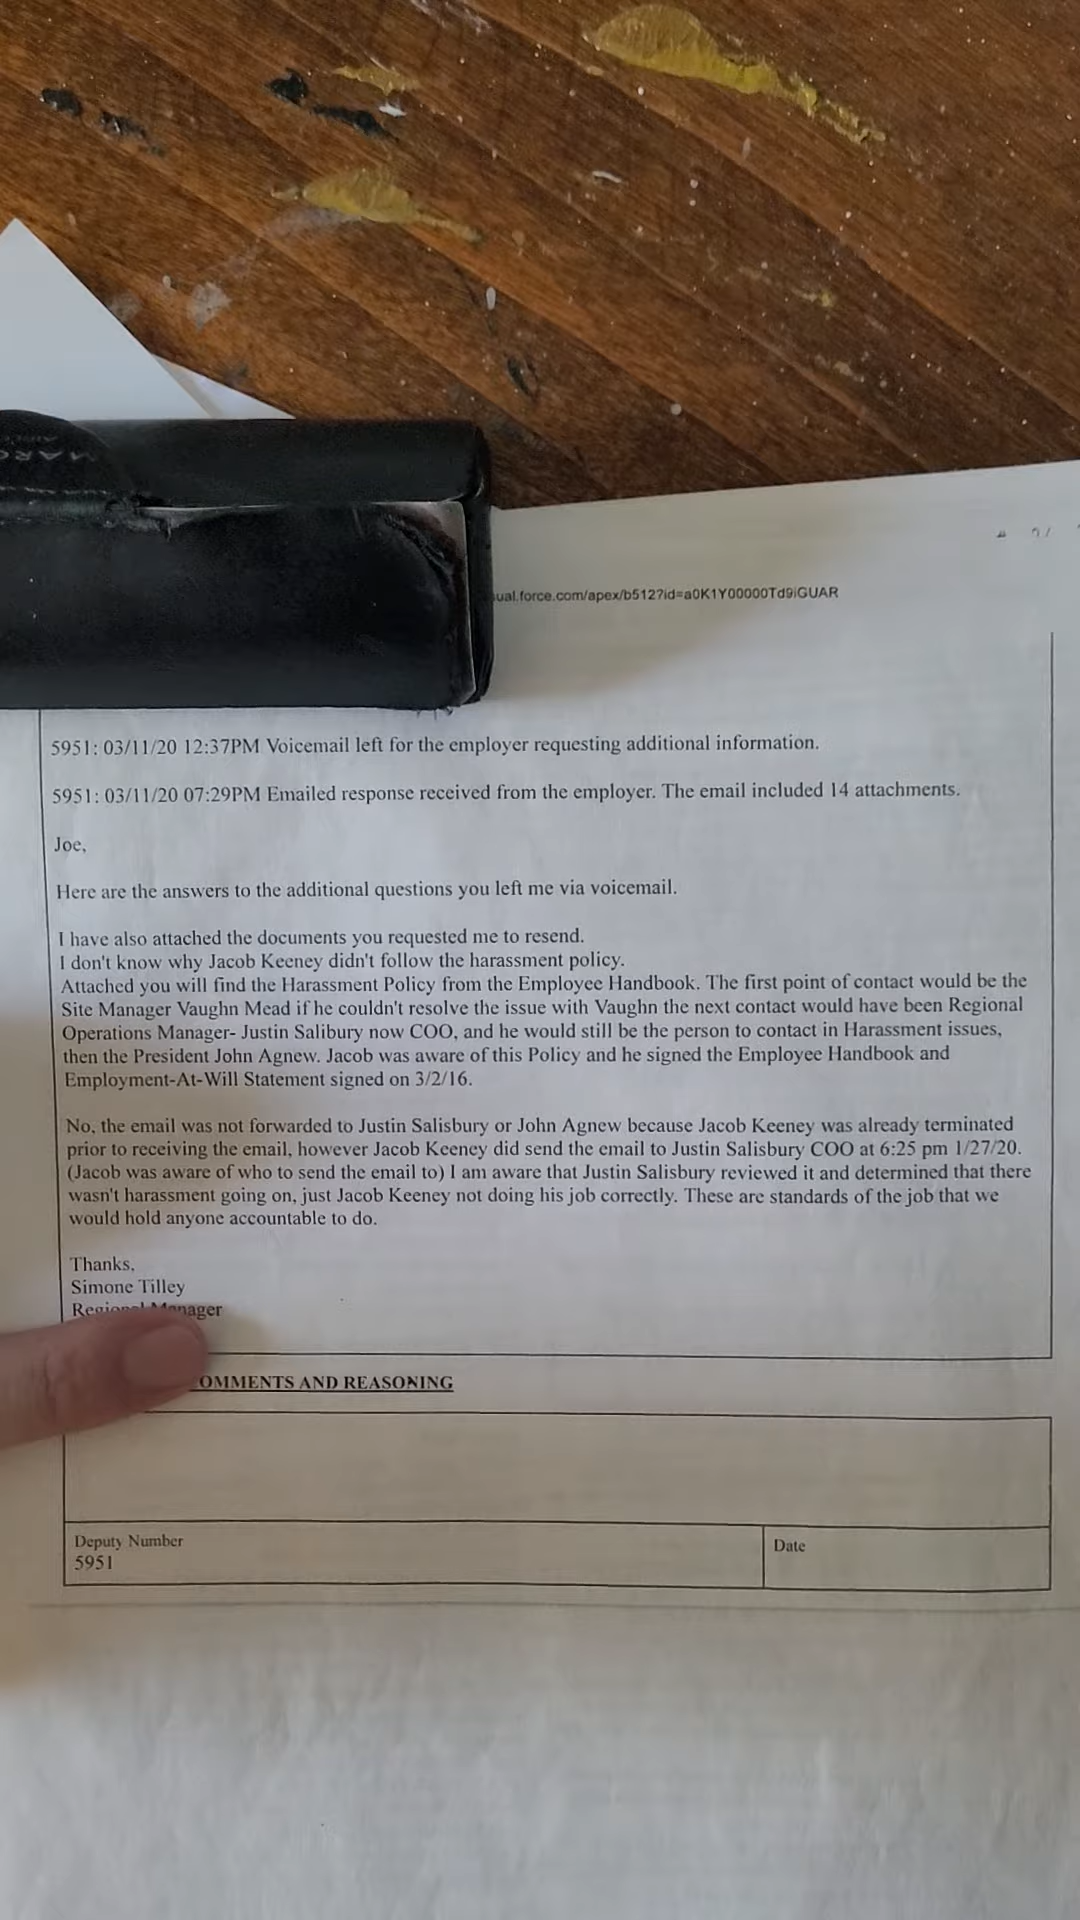 ual.force.com/apex/b512?id=a0K1Y00000Td9iGUAR
5951: 03/11/20 12:37PM Voicemail left for the employer requesting additional information.
5951: 03/11/20 07:29PM Emailed response received from the employer. The email included 14 attachments.
Joe,
Here are the answers to the additional questions you left me via voicemail.
I have also attached the documents you requested me to resend.
I don't know why Jacob Keeney didn't follow the harassment policy.
Attached you will find the Harassment Policy from the Employee Handbook. The first point of contact would be the
Site Manager Vaughn Mead if he couldn't resolve the issue with Vaughn the next contact would have been Regional
Operations Manager- Justin Salibury now COO, and he would still be the person to contact in Harassment issues,
then the President John Agnew. Jacob was aware of this Policy and he signed the Employee Handbook and
Employment-At-Will Statement signed on 3/2/16.
No, the email was not forwarded to Justin Salisbury or John Agnew because Jacob Keeney was already terminated
prior to receiving the email, however Jacob Keeney did send the email to Justin Salisbury COO at 6:25 pm 1/27/20.
(Jacob was aware of who to send the email to) I am aware that Justin Salisbury reviewed it and determined that there
wasn't harassment going on, just Jacob Keeney not doing his job correctly. These are standards of the job that we
would hold anyone accountable to do.
Thanks,
Simone Tilley
Regional Manager
OMMENTS AND REASONING
Deputy Number
5951
Date